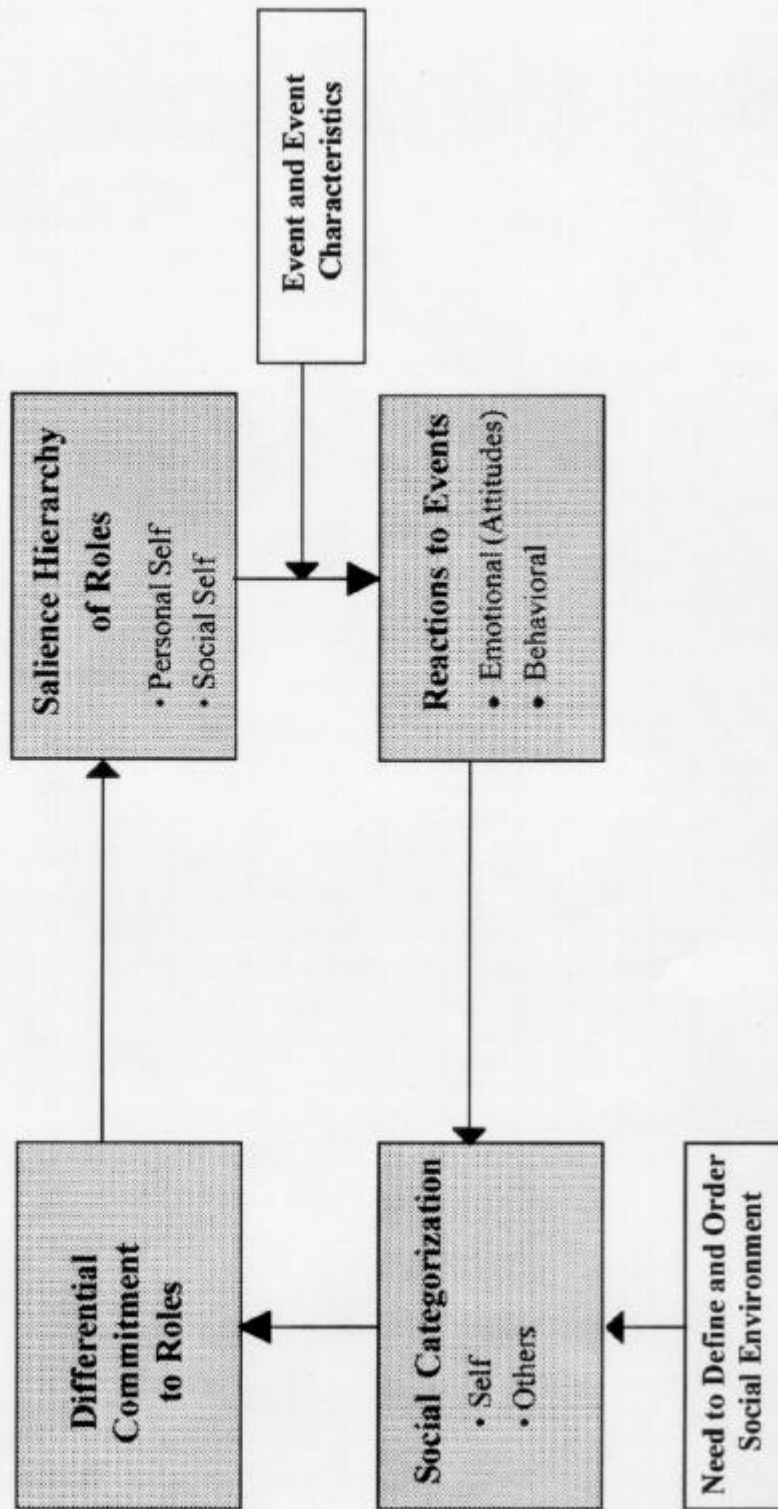 Differential
Commitment
to Roles
Salience Hierarchy
of Roles
• Personal Self
• Social Self
Event and Event
Characteristics
Social Categorization
• Self
• Others
Reactions to Events
• Emotional (Attitudes)
• Behavioral
Need to Define and Order
Social Environment